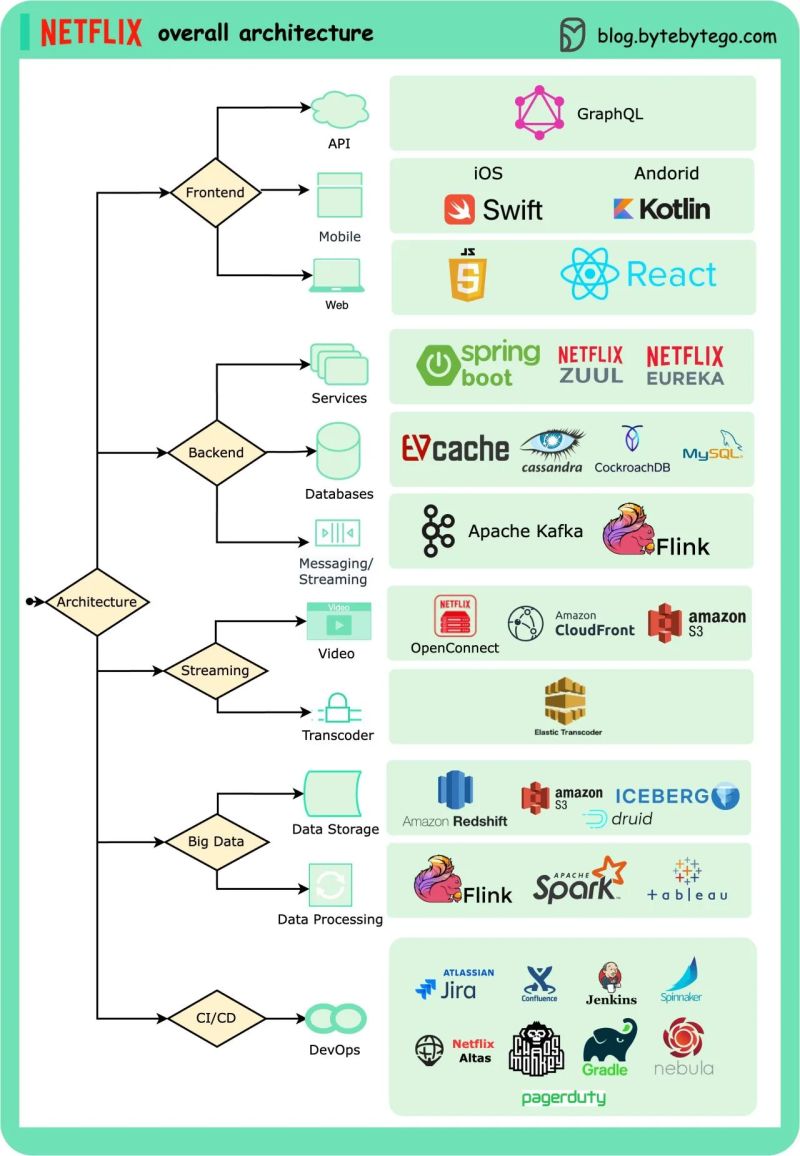 NETFLIX overall architecture
blog.bytebytego.com
API
GraphQL
Frontend
Mobile
iOS
Swift
Andorid
Kotlin
Web
JS
React
Services
spring
boot
NETFLIX
ZUUL
NETFLIX
EUREKA
Backend
Databases
EVcache
cassandra
CockroachDB
MySQL
Messaging/
Streaming
Apache Kafka
Flink
Architecture
Streaming
Video
Video
NETFLIX
OpenConnect
Amazon
CloudFront
amazon
S3
Transcoder
Elastic Transcoder
Big Data
Data Storage
Amazon Redshift
amazon
S3
ICEBERG
druid
Data Processing
Flink
APACHE
Spark
+ableau
CI/CD
DevOps
ATLASSIAN
Jira
Confluence
Jenkins
Spinnaker
Netflix
Altas
CHAOS
MONKEY
Gradle
nebula
pagerduty